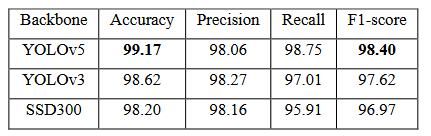 Backbone Accuracy Precision Recall F1-score
YOLOv5 99.17 98.06 98.75 98.40
YOLOv3 98.62 98.27 97.01 97.62
SSD300 98.20 98.16 95.91 96.97